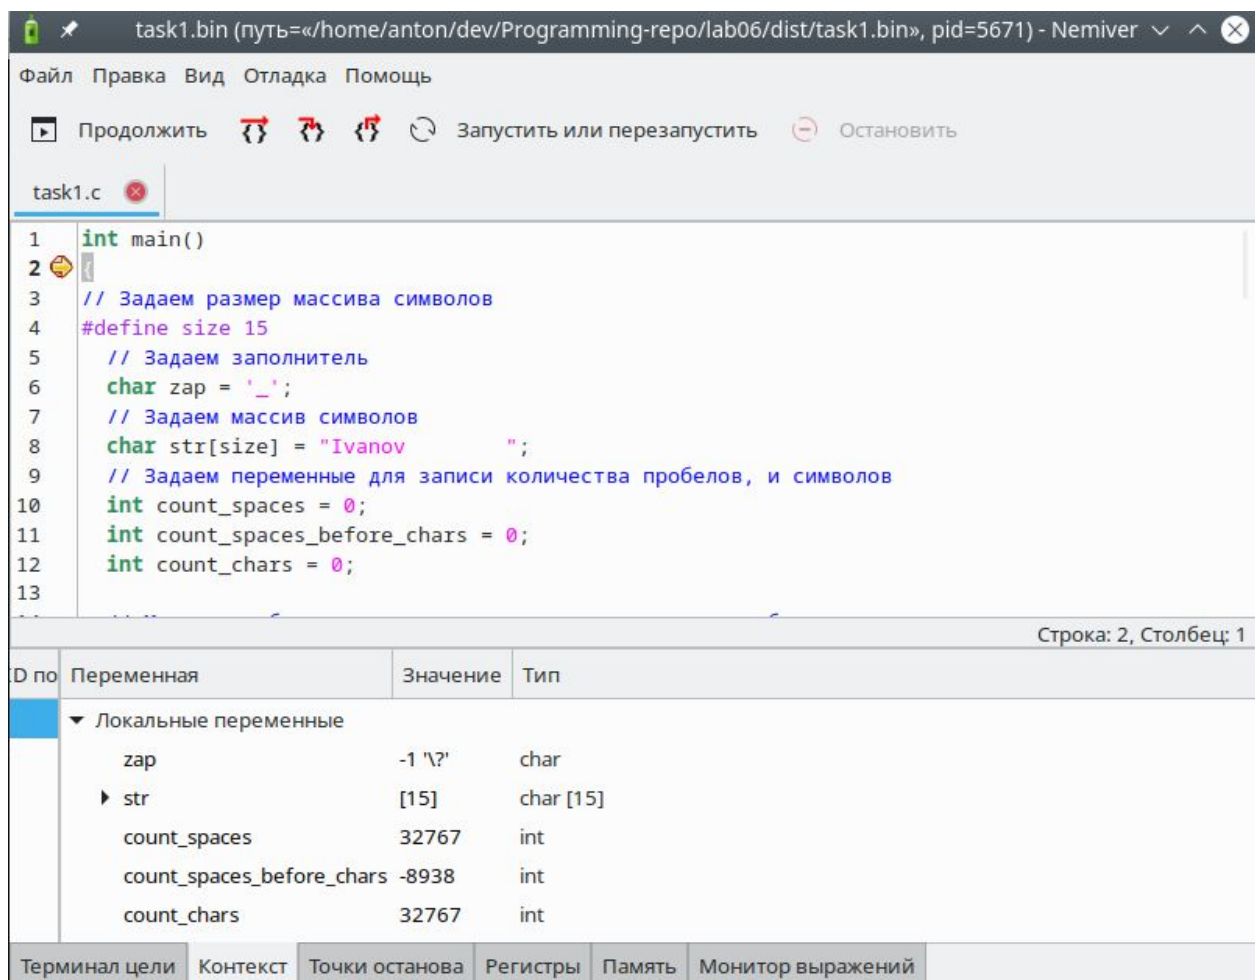 task1.bin (путь=«/home/anton/dev/Programming-repo/lab06/dist/task1.bin», pid=5671) - Nemiver
Файл Правка Вид Отладка Помощь
Продолжить Запустить или перезапустить Остановить
task1.c
1 int main()
2 {
3 // Задаем размер массива символов
4 #define size 15
5 // Задаем заполнитель
6 char zap = '_';
7 // Задаем массив символов
8 char str[size] = "Ivanov        ";
9 // Задаем переменные для записи количества пробелов, и символов
10 int count_spaces = 0;
11 int count_spaces_before_chars = 0;
12 int count_chars = 0;
13
Строка: 2, Столбец: 1
по Переменная Значение Тип
Локальные переменные
zap -1 '\?' char
str [15] char [15]
count_spaces 32767 int
count_spaces_before_chars -8938 int
count_chars 32767 int
Терминал цели Контекст Точки останова Регистры Память Монитор выражений